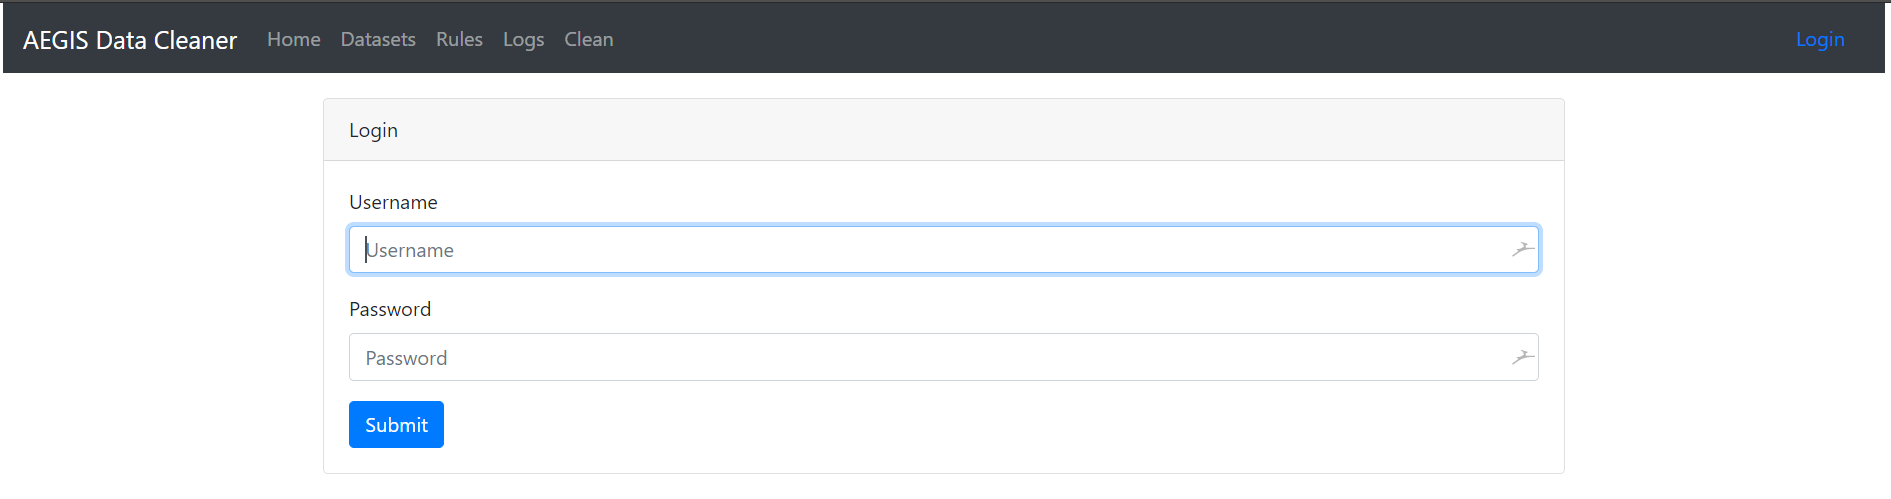 AEGIS Data Cleaner Home Datasets Rules Logs Clean Login
Login
Username
Username
Password
Password
Submit